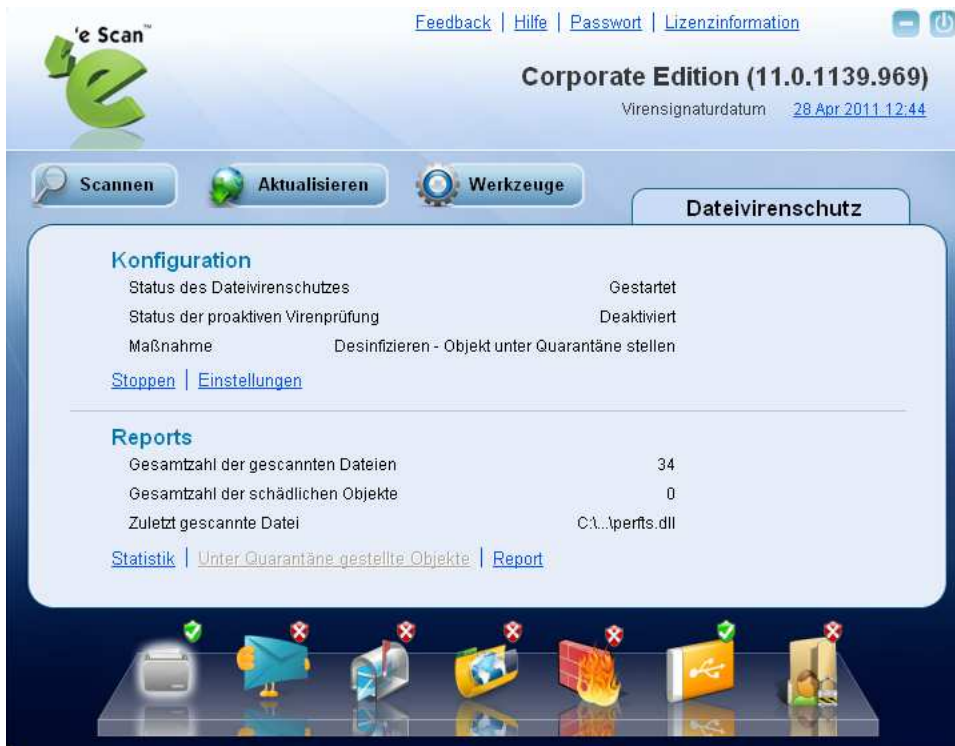 e Scan™
Feedback | Hilfe | Passwort | Lizenzinformation
Corporate Edition (11.0.1139.969)
Virensignaturdatum 28 Apr 2011 12:44
Scannen Aktualisieren Werkzeuge
Dateivirenschutz
Konfiguration
Status des Dateivirenschutzes Gestartet
Status der proaktiven Virenprüfung Deaktiviert
Maßnahme Desinfizieren - Objekt unter Quarantäne stellen
Stoppen | Einstellungen
Reports
Gesamtzahl der gescannten Dateien 34
Gesamtzahl der schädlichen Objekte 0
Zuletzt gescannte Datei C:\...\perfts.dll
Statistik | Unter Quarantäne gestellte Objekte | Report